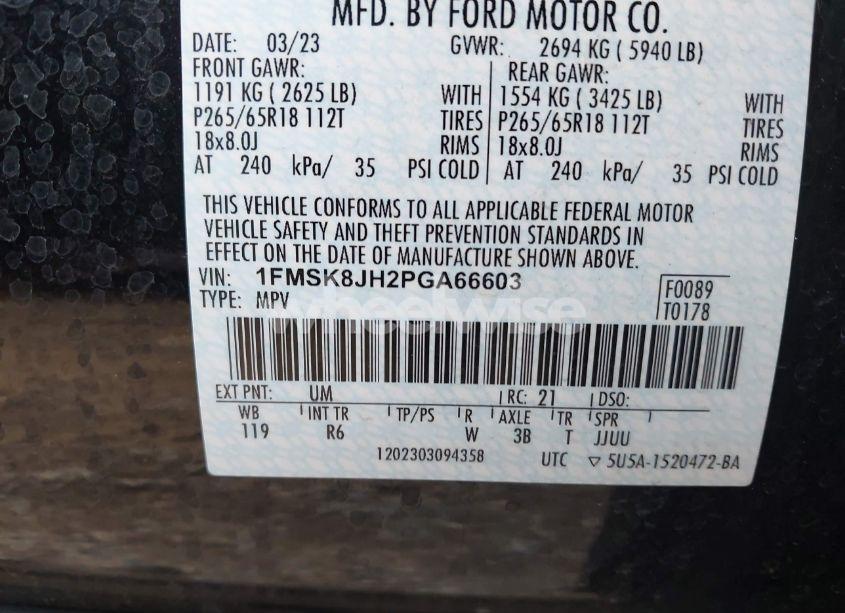 MFD. BY FORD MOTOR CO.
DATE: 03/23 GVWR: 2694 KG ( 5940 LB)
FRONT GAWR: REAR GAWR:
1191 KG ( 2625 LB) WITH 1554 KG ( 3425 LB) WITH
P265/65R18 112T TIRES P265/65R18 112T TIRES
18x8.0J RIMS 18x8.0J RIMS
AT 240 kPa/ 35 PSI COLD AT 240 kPa/ 35 PSI COLD
THIS VEHICLE CONFORMS TO ALL APPLICABLE FEDERAL MOTOR
VEHICLE SAFETY AND THEFT PREVENTION STANDARDS IN
EFFECT ON THE DATE OF MANUFACTURE SHOWN ABOVE.
VIN: 1FMSK8JH2PGA66603 F0089
TYPE: MPV T0178
wheelwise
EXT PNT: UM RC: 21 DSO:
WB INT TR TP/PS R AXLE TR SPR
119 R6 W 3B T JJUU
1202303094358 UTC ▽ 5U5A-1520472-BA